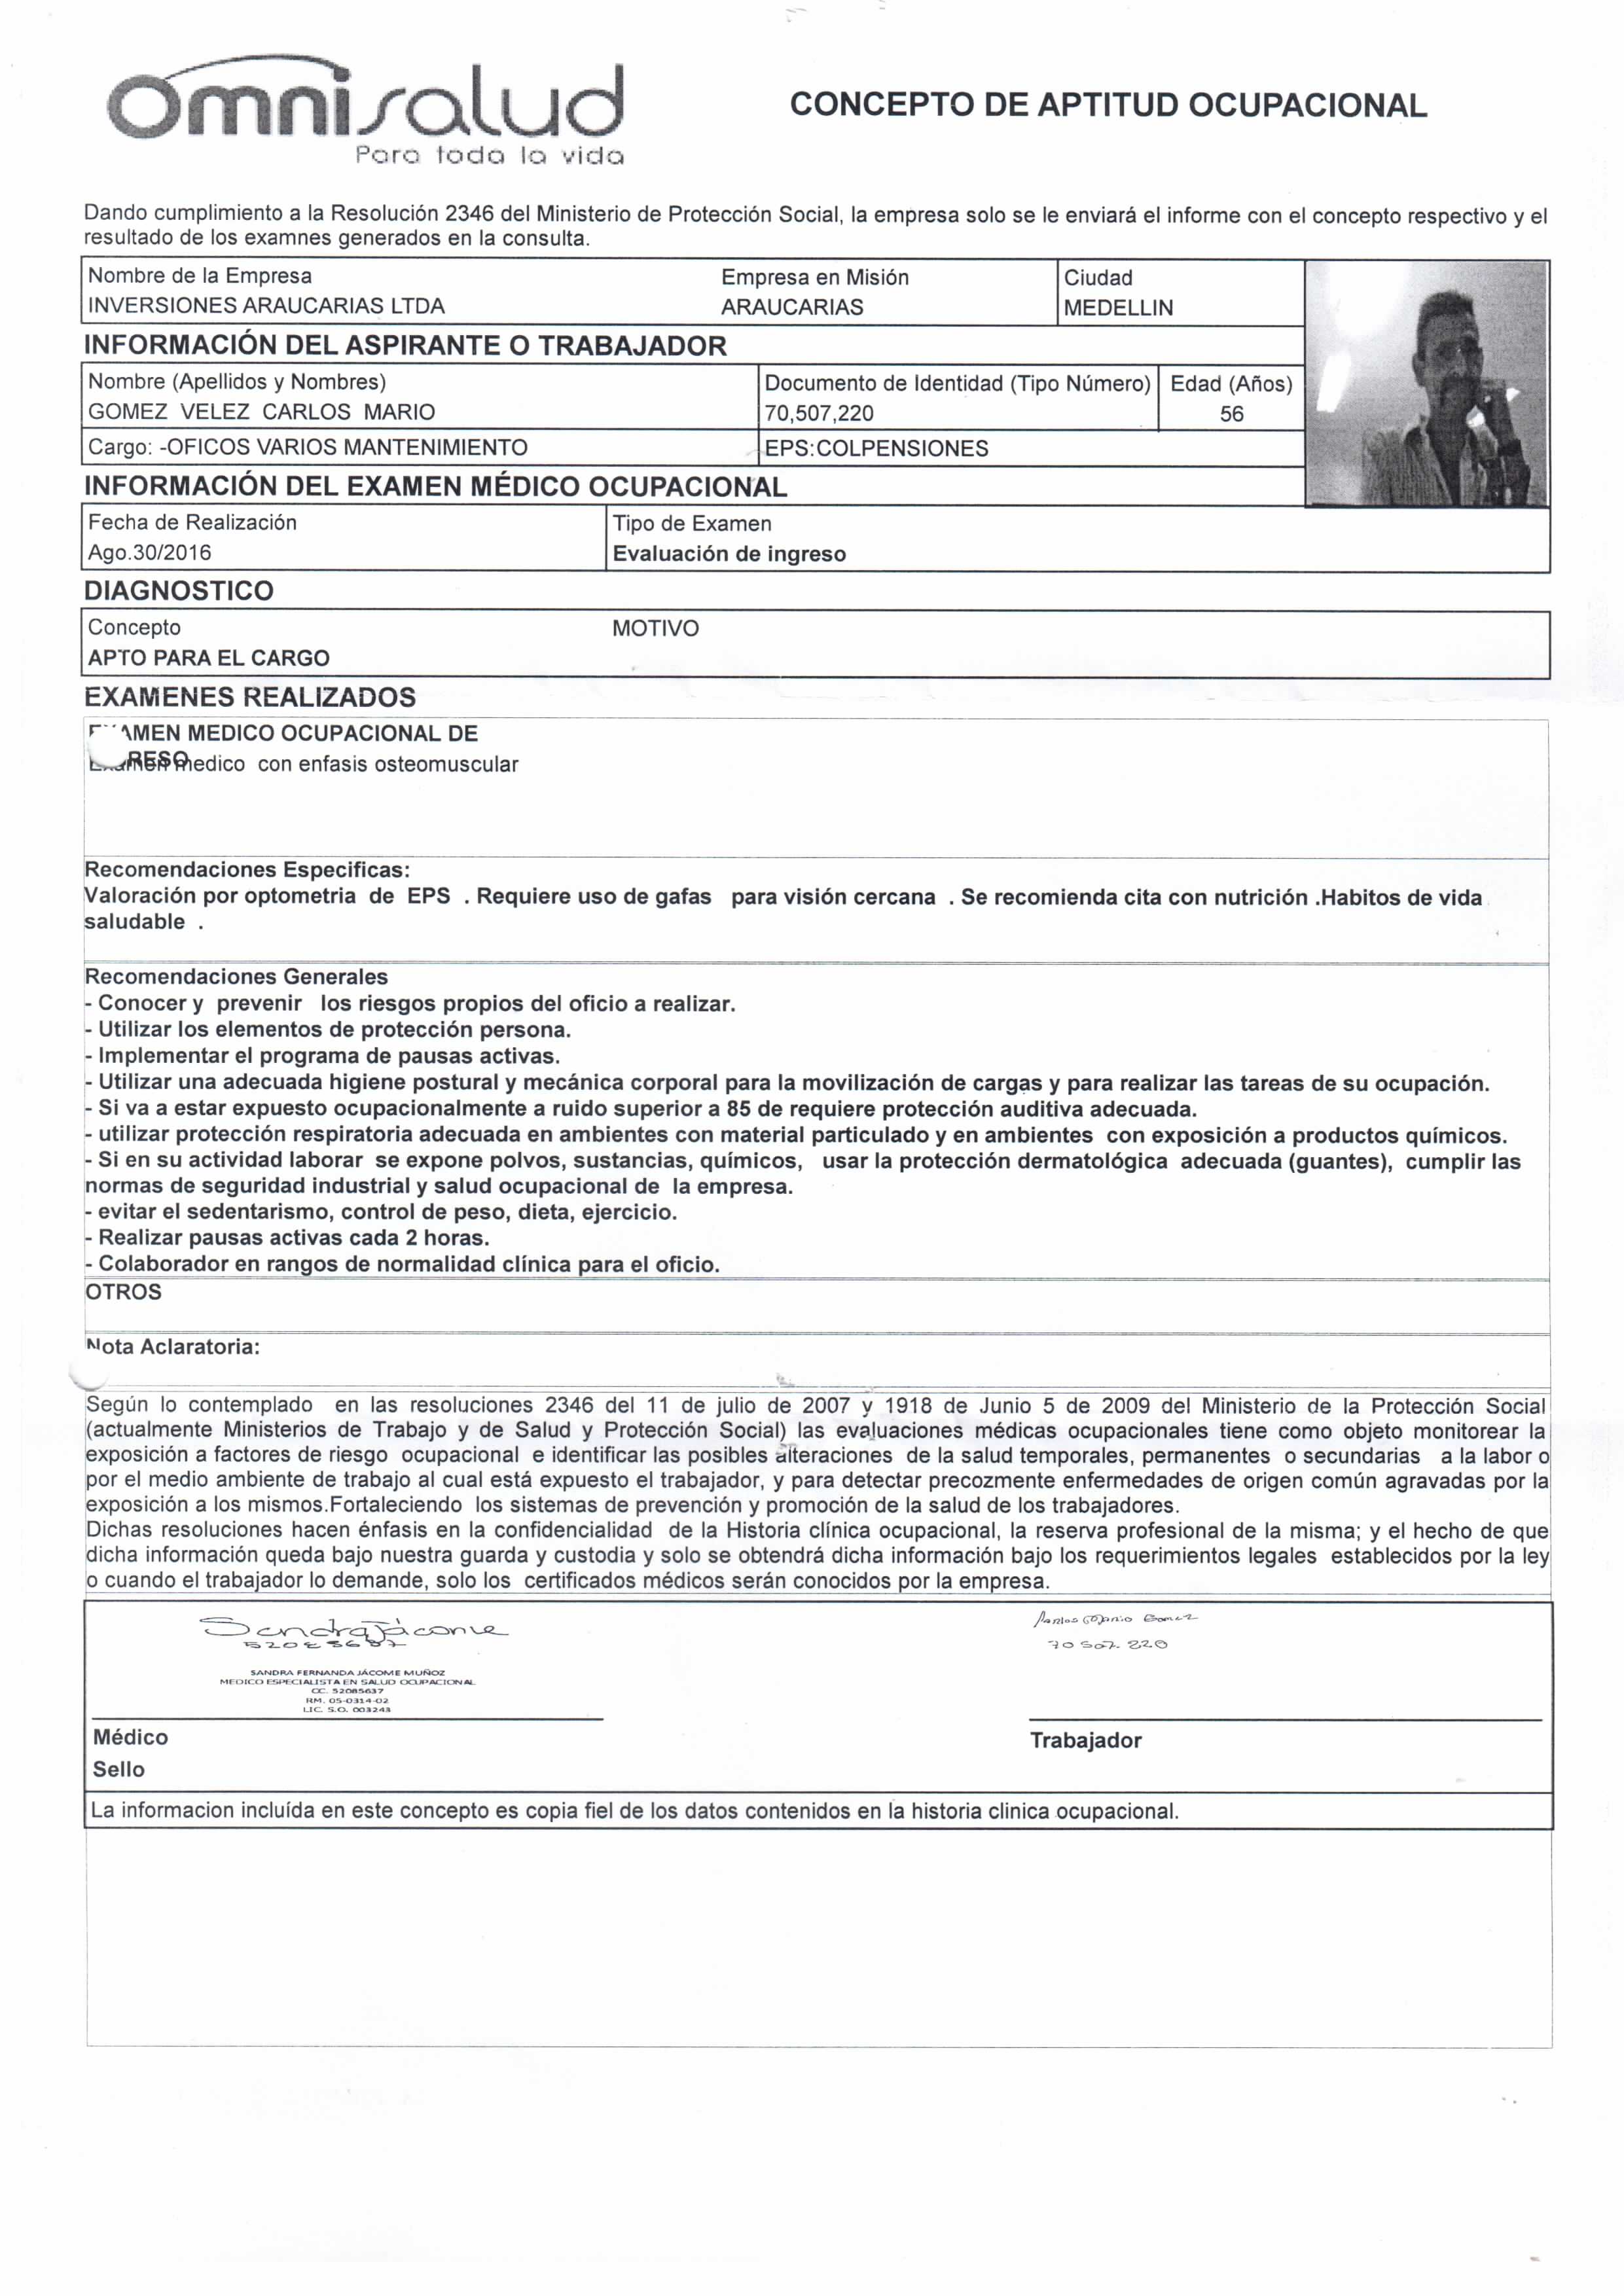 omnisalud
Para toda la vida
CONCEPTO DE APTITUD OCUPACIONAL
Dando cumplimiento a la Resolución 2346 del Ministerio de Protección Social, la empresa solo se le enviará el informe con el concepto respectivo y el
resultado de los examnes generados en la consulta.
Nombre de la Empresa Empresa en Misión Ciudad
INVERSIONES ARAUCARIAS LTDA ARAUCARIAS MEDELLIN
INFORMACIÓN DEL ASPIRANTE O TRABAJADOR
Nombre (Apellidos y Nombres) Documento de Identidad (Tipo Número) Edad (Años)
GOMEZ VELEZ CARLOS MARIO 70,507,220 56
Cargo: -OFICOS VARIOS MANTENIMIENTO EPS:COLPENSIONES
INFORMACIÓN DEL EXAMEN MÉDICO OCUPACIONAL
Fecha de Realización Tipo de Examen
Ago.30/2016 Evaluación de ingreso
DIAGNOSTICO
Concepto MOTIVO
APTO PARA EL CARGO
EXAMENES REALIZADOS
MEDICO OCUPACIONAL DE
medico con enfasis osteomuscular
Recomendaciones Especificas:
Valoración por optometria de EPS . Requiere uso de gafas para visión cercana . Se recomienda cita con nutrición .Habitos de vida
saludable .
Recomendaciones Generales
- Conocer y prevenir los riesgos propios del oficio a realizar.
- Utilizar los elementos de protección persona.
- Implementar el programa de pausas activas.
- Utilizar una adecuada higiene postural y mecánica corporal para la movilización de cargas y para realizar las tareas de su ocupación.
- Si va a estar expuesto ocupacionalmente a ruido superior a 85 de requiere protección auditiva adecuada.
- utilizar protección respiratoria adecuada en ambientes con material particulado y en ambientes con exposición a productos químicos.
- Si en su actividad laborar se expone polvos, sustancias, químicos, usar la protección dermatológica adecuada (guantes), cumplir las
normas de seguridad industrial y salud ocupacional de la empresa.
- evitar el sedentarismo, control de peso, dieta, ejercicio.
- Realizar pausas activas cada 2 horas.
- Colaborador en rangos de normalidad clínica para el oficio.
OTROS
Nota Aclaratoria:
Según lo contemplado en las resoluciones 2346 del 11 de julio de 2007 y 1918 de Junio 5 de 2009 del Ministerio de la Protección Social
(actualmente Ministerios de Trabajo y de Salud y Protección Social) las evaluaciones médicas ocupacionales tiene como objeto monitorear la
exposición a factores de riesgo ocupacional e identificar las posibles alteraciones de la salud temporales, permanentes o secundarias a la labor o
por el medio ambiente de trabajo al cual está expuesto el trabajador, y para detectar precozmente enfermedades de origen común agravadas por la
exposición a los mismos.Fortaleciendo los sistemas de prevención y promoción de la salud de los trabajadores.
Dichas resoluciones hacen énfasis en la confidencialidad de la Historia clínica ocupacional, la reserva profesional de la misma; y el hecho de que
dicha información queda bajo nuestra guarda y custodia y solo se obtendrá dicha información bajo los requerimientos legales establecidos por la ley
o cuando el trabajador lo demande, solo los certificados médicos serán conocidos por la empresa.
Sandra Jácome Mario Gomez
70 507 220
SANDRA FERNANDA JÁCOME MUÑOZ
MEDICO ESPECIALISTA EN SALUD OCUPACIONAL
CC. 52085637
RM. 05-0314-02
LIC. S.O. 003243
Médico Trabajador
Sello
La informacion incluída en este concepto es copia fiel de los datos contenidos en la historia clinica ocupacional.